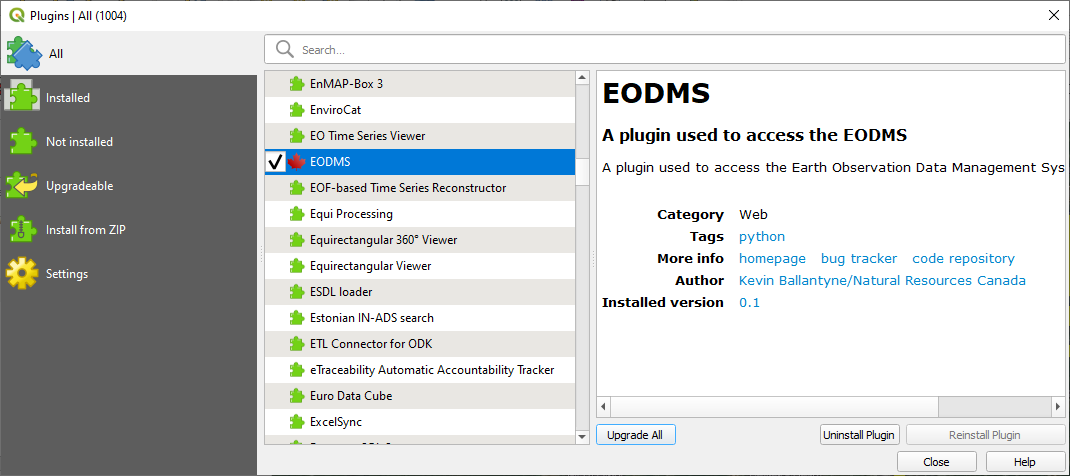 Plugins | All (1004)
All
Installed
Not installed
Upgradeable
Install from ZIP
Settings
Search...
EnMAP-Box 3
EnviroCat
EO Time Series Viewer
EODMS
EOF-based Time Series Reconstructor
Equi Processing
Equirectangular 360° Viewer
Equirectangular Viewer
ESDL loader
Estonian IN-ADS search
ETL Connector for ODK
eTraceability Automatic Accountability Tracker
Euro Data Cube
ExcelSync
EODMS
A plugin used to access the EODMS
A plugin used to access the Earth Observation Data Management Sys
Category Web
Tags python
More info homepage bug tracker code repository
Author Kevin Ballantyne/Natural Resources Canada
Installed version 0.1
Upgrade All Uninstall Plugin Reinstall Plugin
Close Help